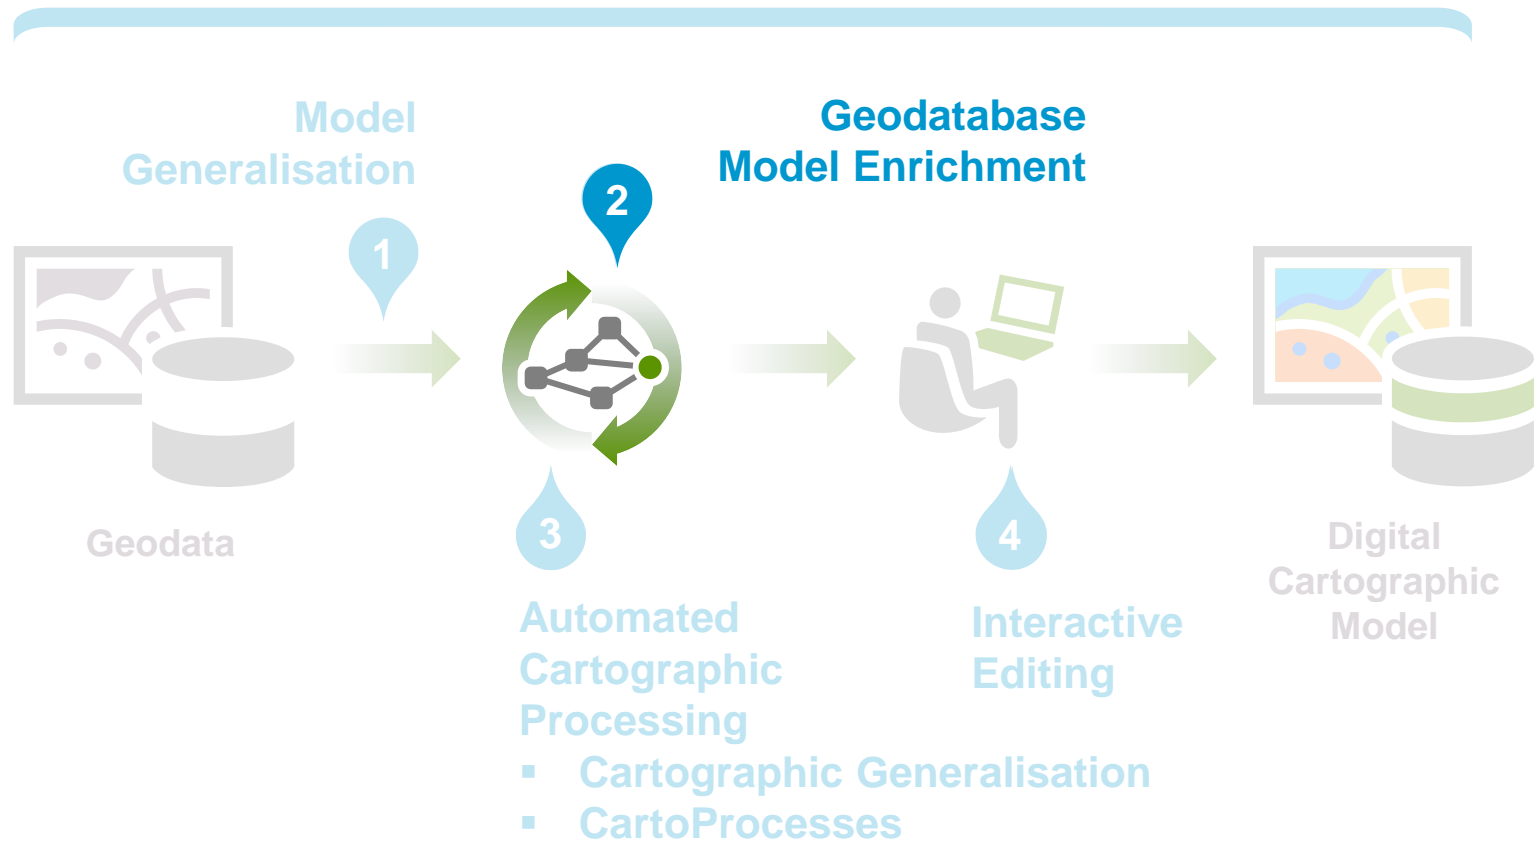 Model
Generalisation
Geodatabase
Model Enrichment
2
1
Geodata
3
4
Digital
Cartographic
Model
Automated
Cartographic
Processing
▪ Cartographic Generalisation
▪ CartoProcesses
Interactive
Editing